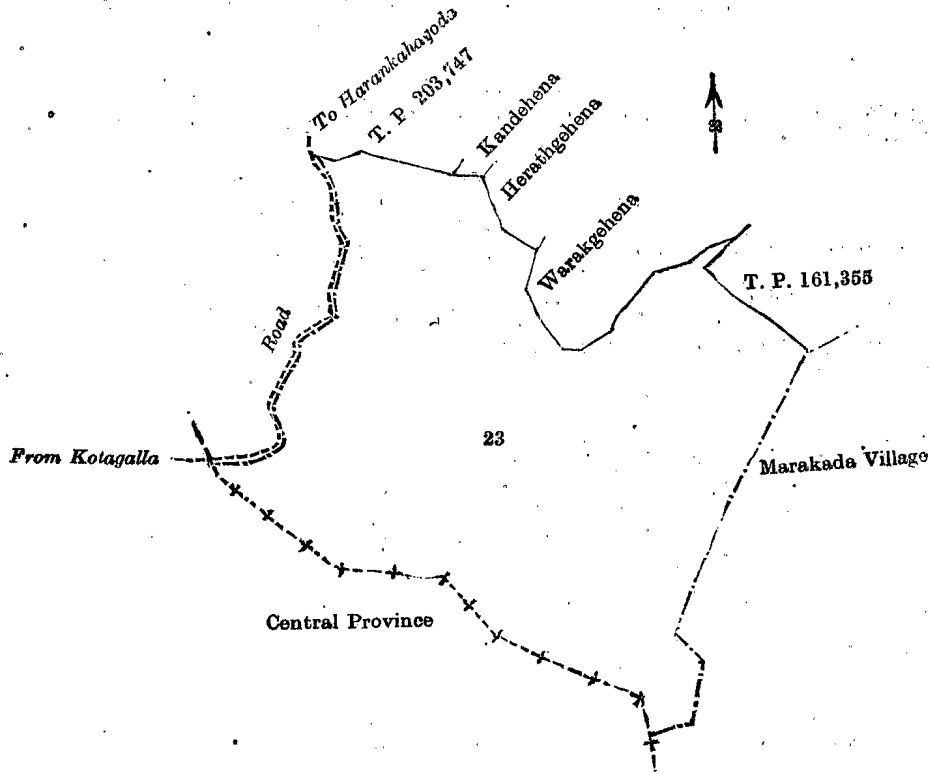 To Harankahayoda
T. P. 203,747
Kandehena
Herathgehena
Warakgehena
T. P. 161,355
Road
23
From Kotagalla
Marakada Village
Central Province